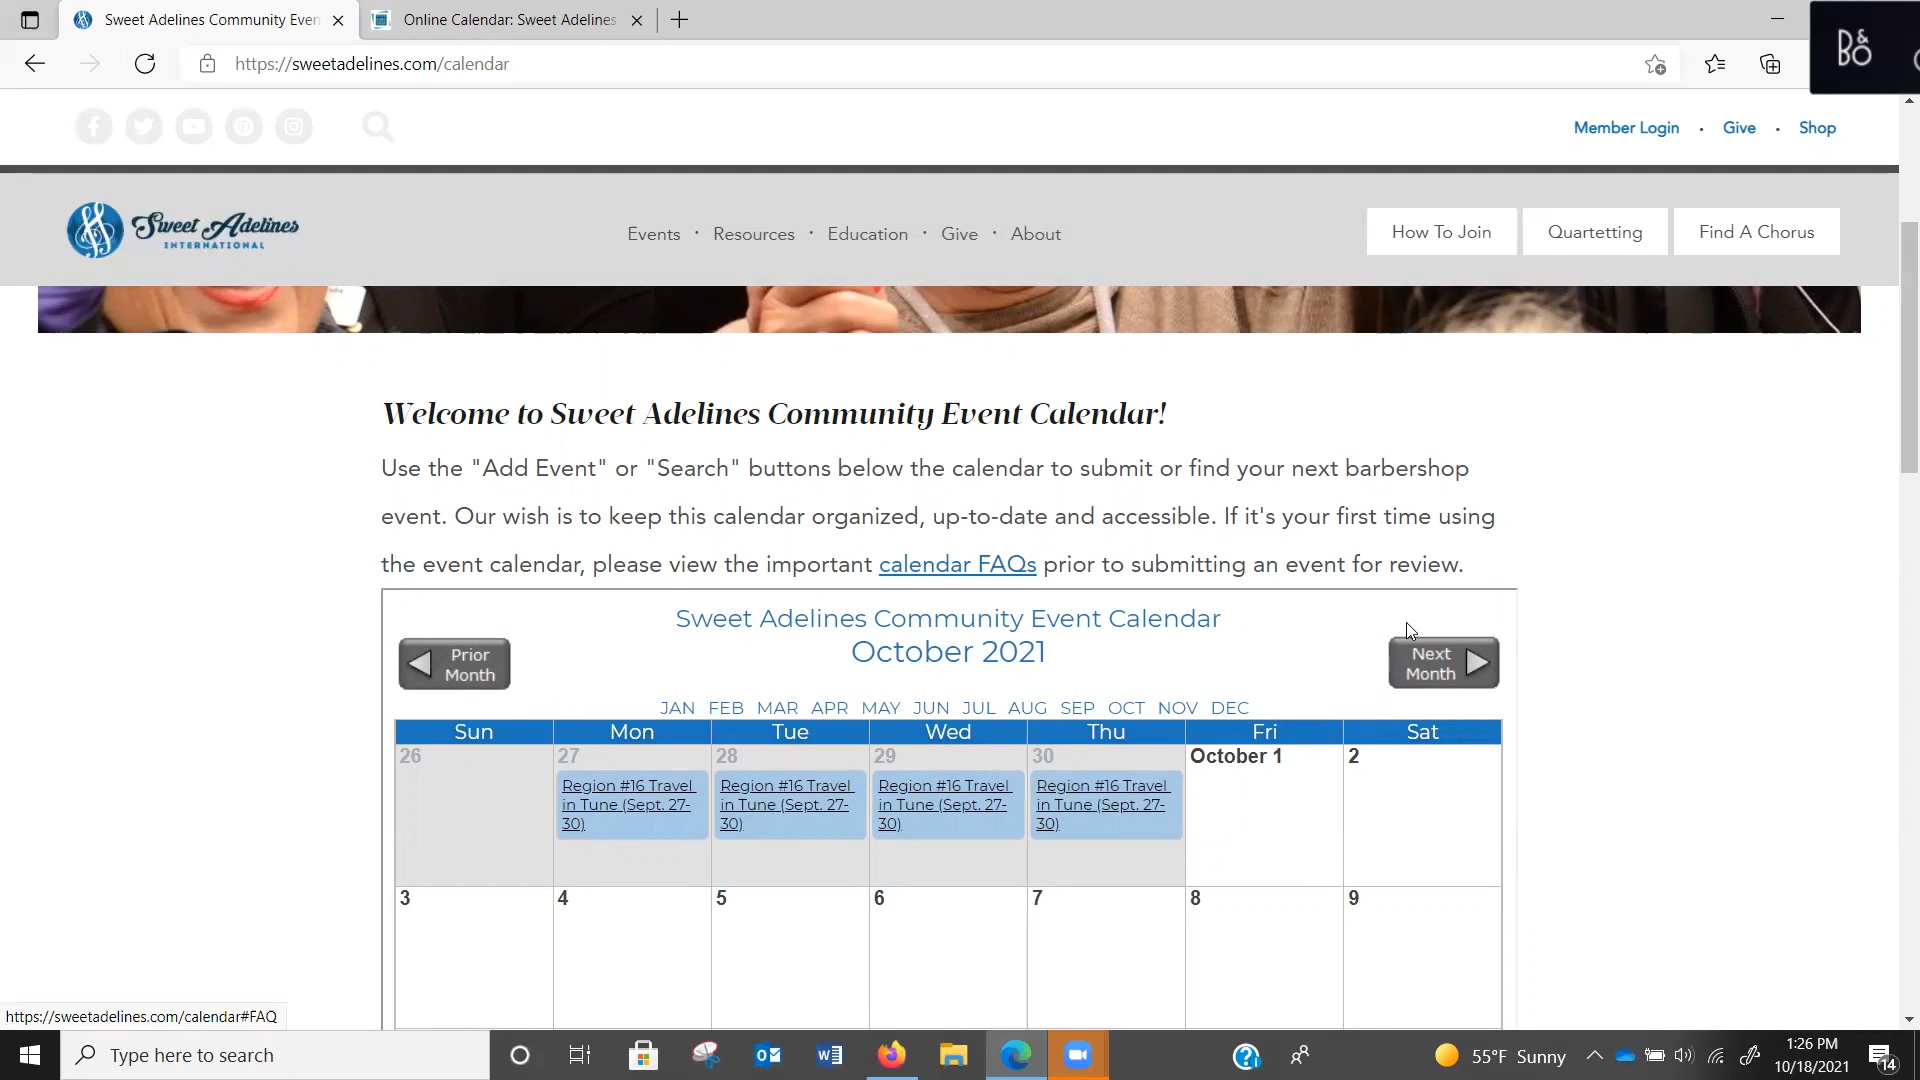 Sweet Adelines Community Even
Online Calendar: Sweet Adelines
https://sweetadelines.com/calendar
B&O
Member Login · Give · Shop
Sweet Adelines
INTERNATIONAL
Events · Resources · Education · Give · About
How To Join
Quartetting
Find A Chorus
Welcome to Sweet Adelines Community Event Calendar!
Use the "Add Event" or "Search" buttons below the calendar to submit or find your next barbershop
event. Our wish is to keep this calendar organized, up-to-date and accessible. If it's your first time using
the event calendar, please view the important calendar FAQs prior to submitting an event for review.
Sweet Adelines Community Event Calendar
October 2021
Prior
Month
Next
Month
JAN FEB MAR APR MAY JUN JUL AUG SEP OCT NOV DEC
Sun Mon Tue Wed Thu Fri Sat
26 27 28 29 30 October 1 2
Region #16 Travel
in Tune (Sept. 27-
30)
Region #16 Travel
in Tune (Sept. 27-
30)
Region #16 Travel
in Tune (Sept. 27-
30)
Region #16 Travel
in Tune (Sept. 27-
30)
3 4 5 6 7 8 9
https://sweetadelines.com/calendar#FAQ
Type here to search
55°F Sunny
1:26 PM
10/18/2021
14